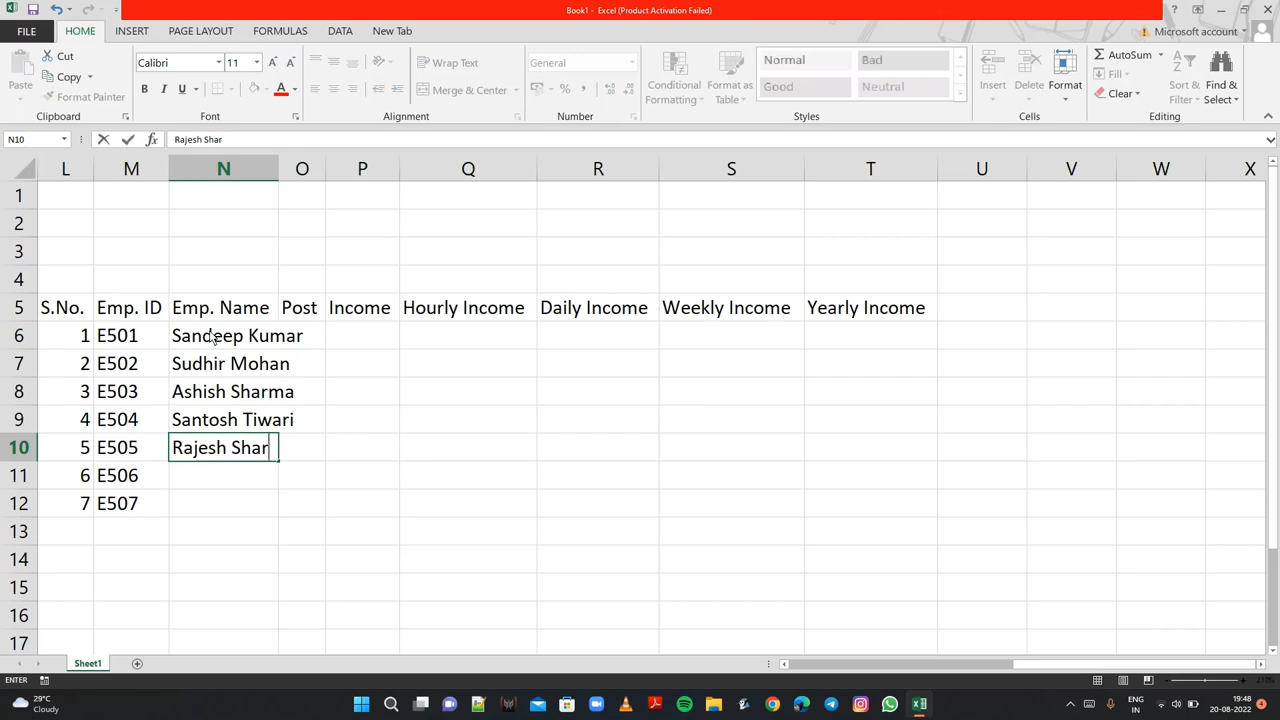 Book1 - Excel (Product Activation Failed)
FILE HOME INSERT PAGE LAYOUT FORMULAS DATA New Tab Microsoft account
Paste Cut Copy Format Painter Clipboard
Calibri 11 B I U A Font
Wrap Text Merge & Center Alignment
General % Number
Conditional Formatting Format as Table Normal Bad Good Neutral Styles
Insert Delete Format Cells
AutoSum Fill Clear Sort & Filter Find & Select Editing
N10 fx Rajesh Shar
L M N O P Q R S T U V W X
1
2
3
4
5 S.No. Emp. ID Emp. Name Post Income Hourly Income Daily Income Weekly Income Yearly Income
6 1 E501 Sandeep Kumar
7 2 E502 Sudhir Mohan
8 3 E503 Ashish Sharma
9 4 E504 Santosh Tiwari
10 5 E505 Rajesh Shar
11 6 E506
12 7 E507
13
14
15
16
17
Sheet1
ENTER 210%
29°C ENG 19:48
Cloudy IN 20-08-2022